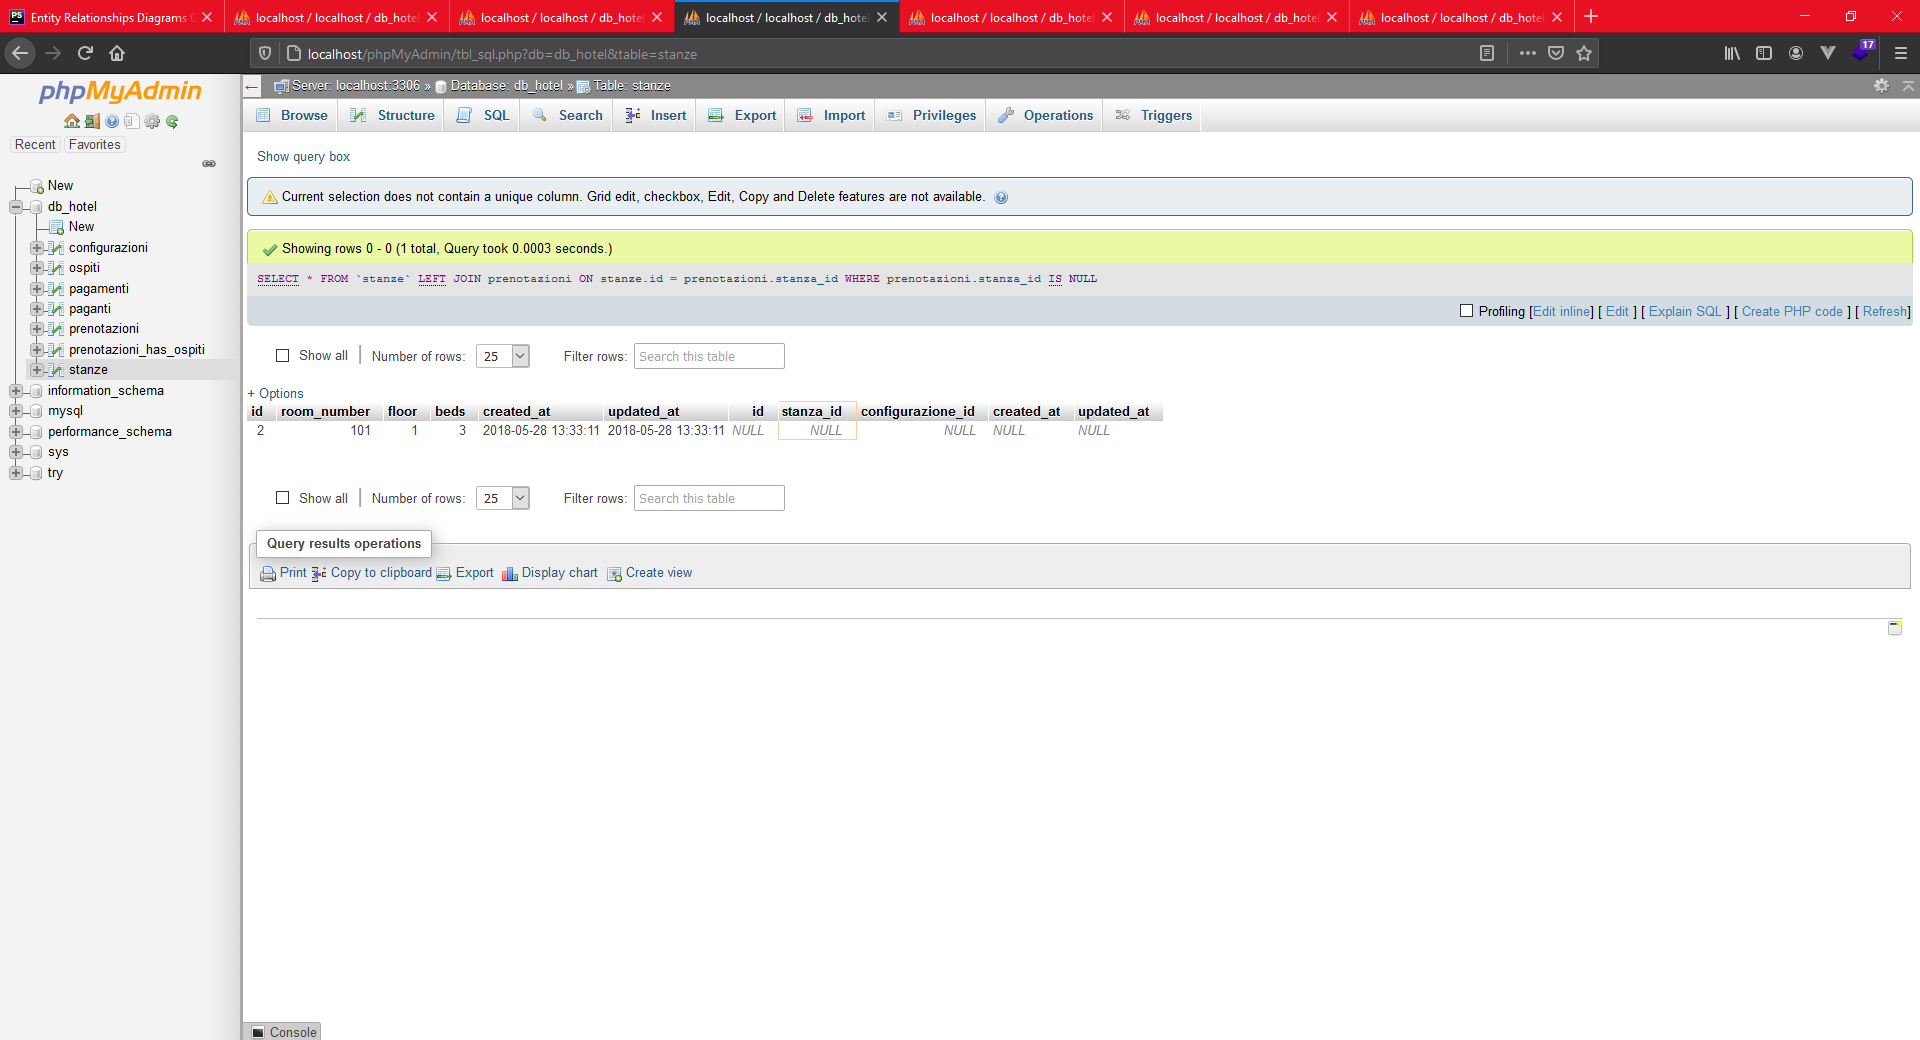 Entity Relationships Diagrams
localhost / localhost / db_hotel
localhost / localhost / db_hotel
localhost / localhost / db_hotel
localhost / localhost / db_hotel
localhost / localhost / db_hotel
localhost / localhost / db_hotel
localhost/phpMyAdmin/tbl_sql.php?db=db_hotel&table=stanze
17
phpMyAdmin
Recent Favorites
New
db_hotel
New
configurazioni
ospiti
pagamenti
paganti
prenotazioni
prenotazioni_has_ospiti
stanze
information_schema
mysql
performance_schema
sys
try
Server: localhost:3306 » Database: db_hotel » Table: stanze
Browse Structure SQL Search Insert Export Import Privileges Operations Triggers
Show query box
Current selection does not contain a unique column. Grid edit, checkbox, Edit, Copy and Delete features are not available.
Showing rows 0 - 0 (1 total, Query took 0.0003 seconds.)
SELECT * FROM `stanze` LEFT JOIN prenotazioni ON stanze.id = prenotazioni.stanza_id WHERE prenotazioni.stanza_id IS NULL
Profiling [Edit inline] [ Edit ] [ Explain SQL ] [ Create PHP code ] [ Refresh]
Show all Number of rows: 25 Filter rows: Search this table
+ Options
id room_number floor beds created_at updated_at id stanza_id configurazione_id created_at updated_at
2 101 1 3 2018-05-28 13:33:11 2018-05-28 13:33:11 NULL NULL NULL NULL NULL
Show all Number of rows: 25 Filter rows: Search this table
Query results operations
Print Copy to clipboard Export Display chart Create view
Console